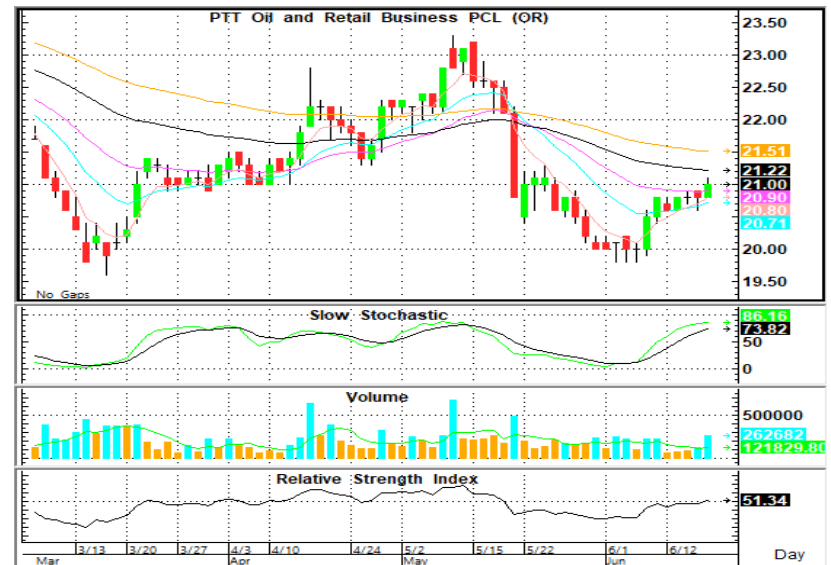 PTT Oil and Retail Business PCL (OR)
23.50
23.00
22.50
22.00
21.51
21.22
21.00
20.90
20.80
20.71
20.00
19.50
No Gaps
Slow Stochastic
86.16
73.82
50
0
Volume
500000
262682
121829.80
Relative Strength Index
51.34
3/13 3/20 3/27 4/3 4/10 4/24 5/2 5/15 5/22 6/1 6/12
Mar Apr May Jun
Day